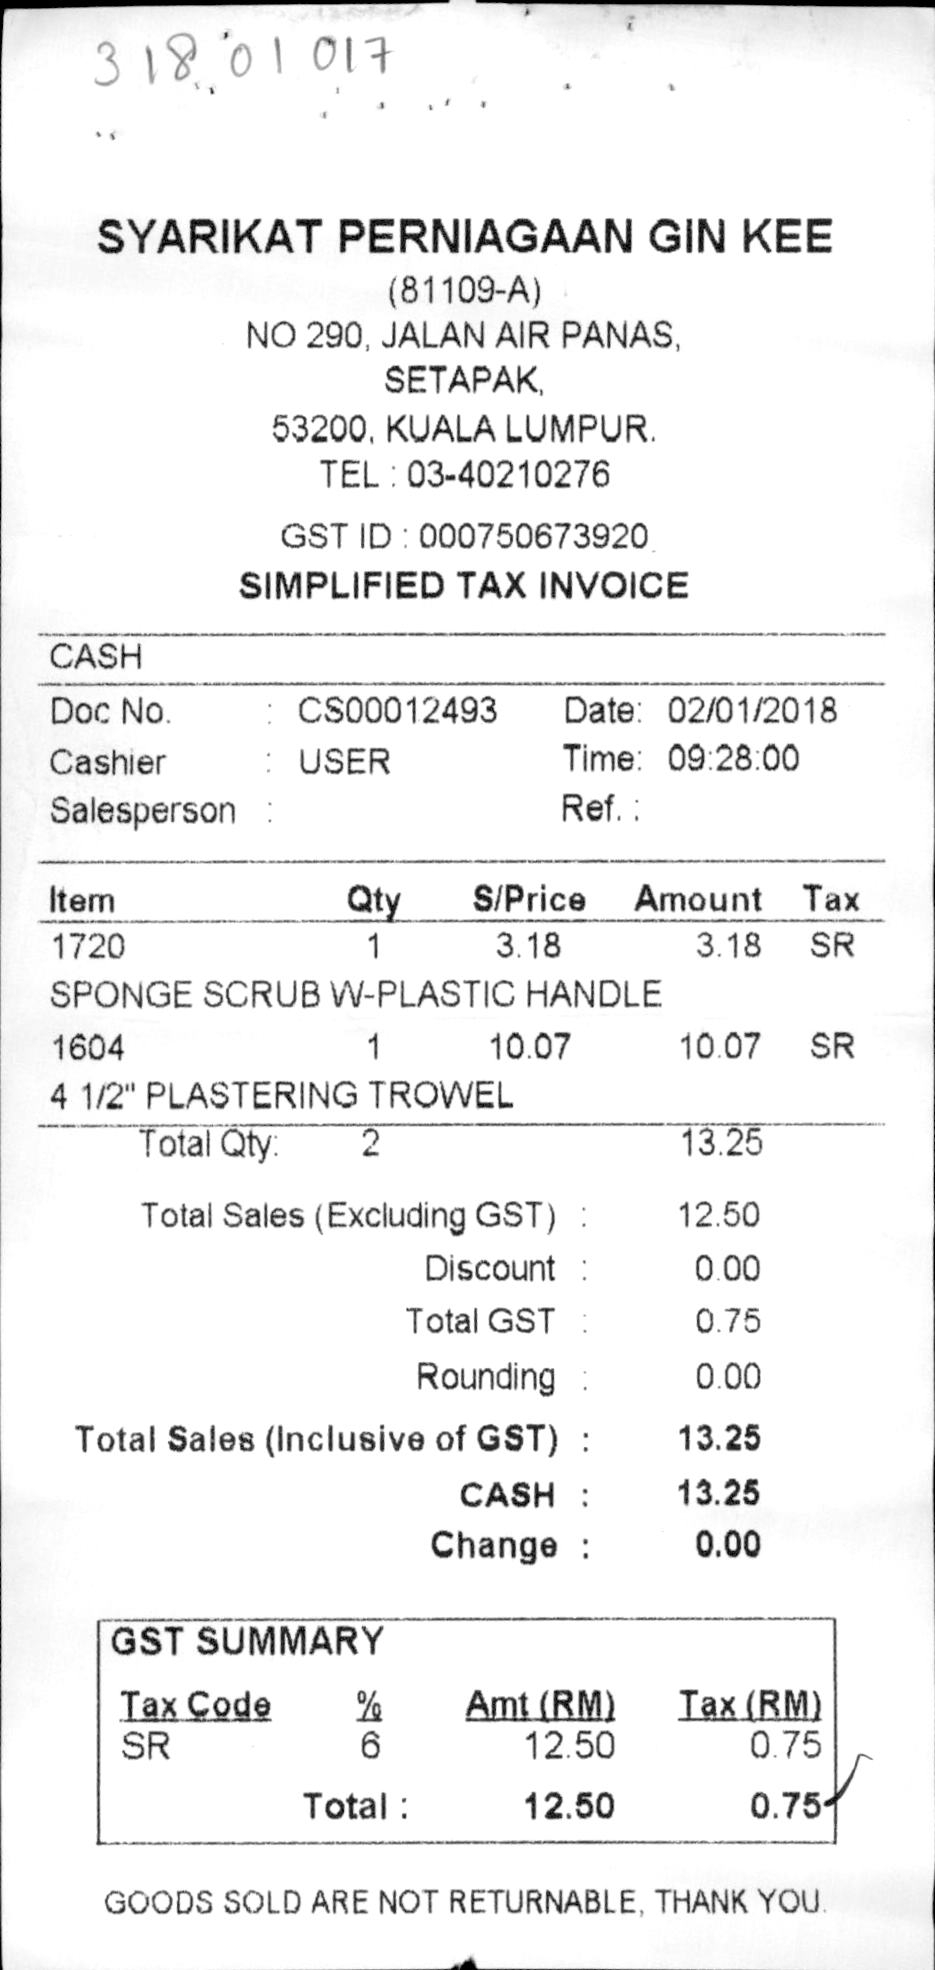 318 01 017
SYARIKAT PERNIAGAAN GIN KEE
(81109-A)
NO 290, JALAN AIR PANAS,
SETAPAK,
53200, KUALA LUMPUR.
TEL : 03-40210276
GST ID : 000750673920
SIMPLIFIED TAX INVOICE
CASH
Doc No. : CS00012493 Date: 02/01/2018
Cashier : USER Time: 09:28:00
Salesperson : Ref. :
Item Qty S/Price Amount Tax
1720 1 3.18 3.18 SR
SPONGE SCRUB W-PLASTIC HANDLE
1604 1 10.07 10.07 SR
4 1/2" PLASTERING TROWEL
Total Qty: 2 13.25
Total Sales (Excluding GST) : 12.50
Discount : 0.00
Total GST : 0.75
Rounding : 0.00
Total Sales (Inclusive of GST) : 13.25
CASH : 13.25
Change : 0.00
GST SUMMARY
Tax Code % Amt (RM) Tax (RM)
SR 6 12.50 0.75
Total : 12.50 0.75
GOODS SOLD ARE NOT RETURNABLE, THANK YOU.